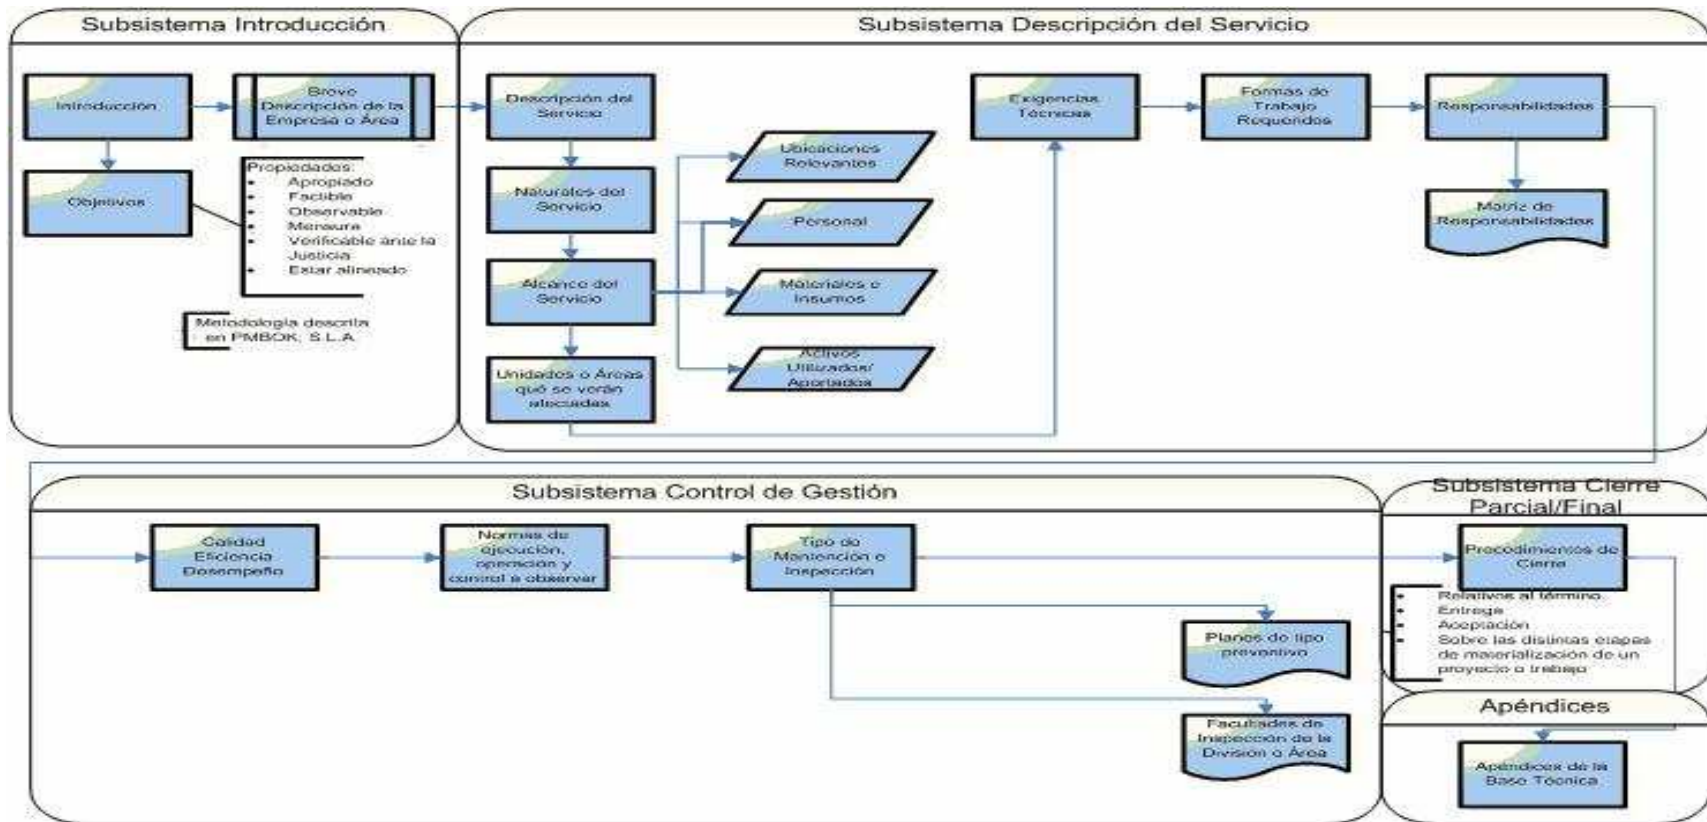 Subsistema Introducción
Introducción
Breve
Descripción de la
Empresa o Área
Objetivos
Propiedades:
• Apropiado
• Factible
• Observable
• Mensura
• Verificable ante la
Justicia
• Estar alineado
Metodología descrita
en PMBOK, S.L.A
Subsistema Descripción del Servicio
Descripción del
Servicio
Naturales del
Servicio
Alcance del
Servicio
Unidades o Áreas
qué se verán
afectadas
Ubicaciones
Relevantes
Personal
Materiales e
Insumos
Activos
Utilizados/
Aportados
Exigencias
Técnicas
Formas de
Trabajo
Requeridos
Responsabilidades
Matriz de
Responsabilidades
Subsistema Control de Gestión
Calidad
Eficiencia
Desempeño
Normas de
ejecución,
operación y
control a observar
Tipo de
Mantención e
Inspección
Planes de tipo
preventivo
Facultades de
Inspección de la
División o Área
Subsistema Cierre
Parcial/Final
Procedimientos de
Cierre
• Relativos al término
• Entrega
• Aceptación
• Sobre las distintas etapas
de materialización de un
proyecto o trabajo
Apéndices
Apéndices de la
Base Técnica